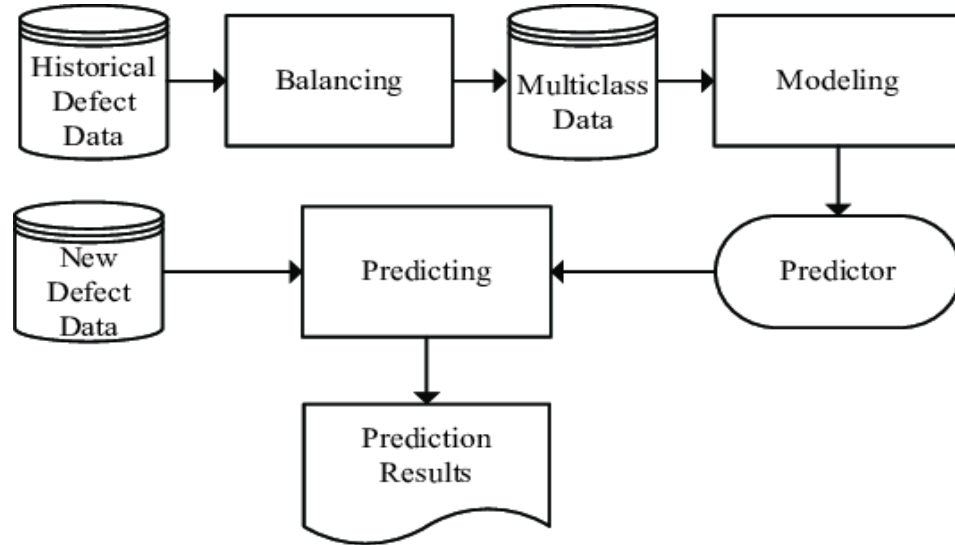 Historical
Defect
Data
Balancing
Multiclass
Data
Modeling
New
Defect
Data
Predicting
Predictor
Prediction
Results